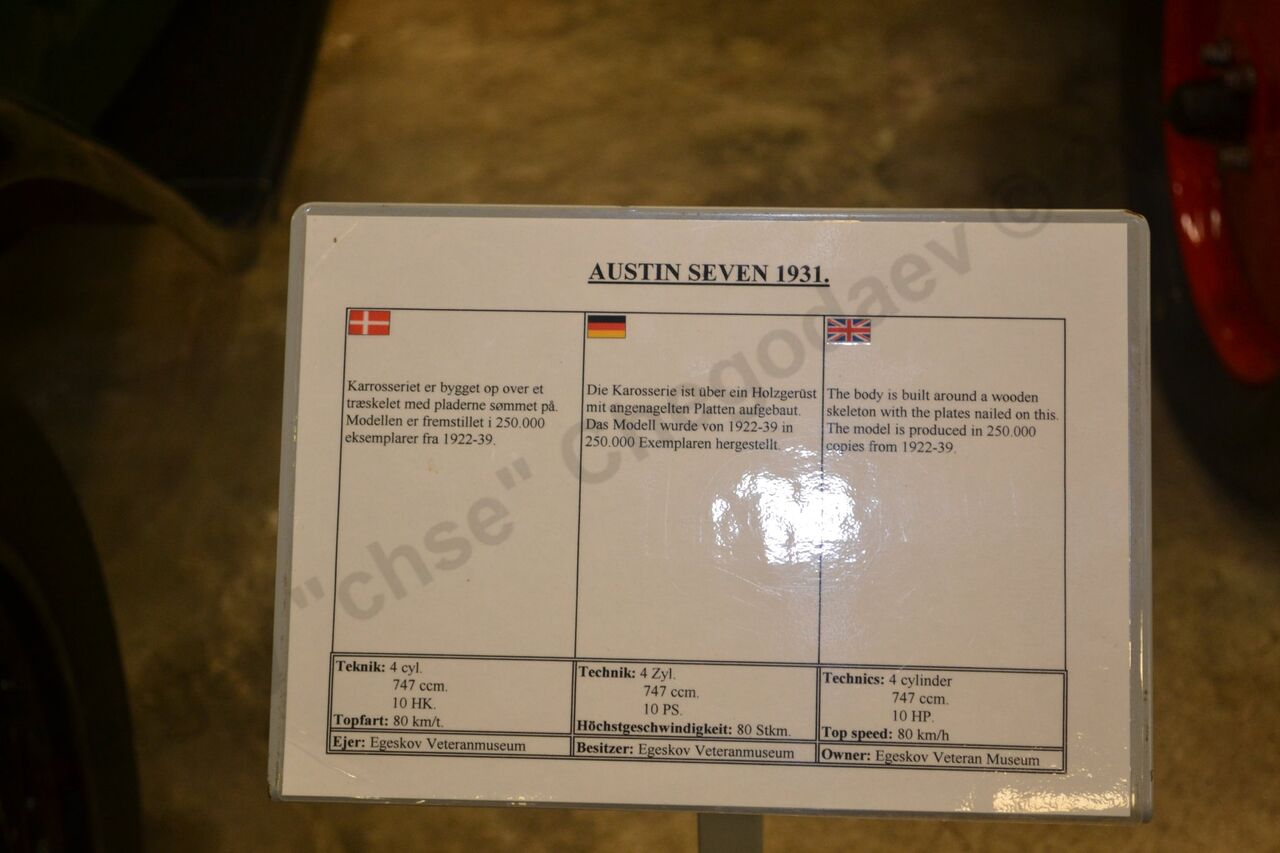 AUSTIN SEVEN 1931.
Karrosseriet er bygget op over et
træskelet med pladerne sømmet på.
Modellen er fremstillet i 250.000
eksemplarer fra 1922-39.
Die Karosserie ist über ein Holzgerüst
mit angenagelten Platten aufgebaut.
Das Modell wurde von 1922-39 in
250.000 Exemplaren hergestellt.
The body is built around a wooden
skeleton with the plates nailed on this.
The model is produced in 250.000
copies from 1922-39.
Teknik: 4 cyl.
747 ccm.
10 HK.
Topfart: 80 km/t.
Ejer: Egeskov Veteranmuseum
Technik: 4 Zyl.
747 ccm.
10 PS.
Höchstgeschwindigkeit: 80 Stkm.
Besitzer: Egeskov Veteranmuseum
Technics: 4 cylinder
747 ccm.
10 HP.
Top speed: 80 km/h
Owner: Egeskov Veteran Museum
"chse" Chegodaev ©